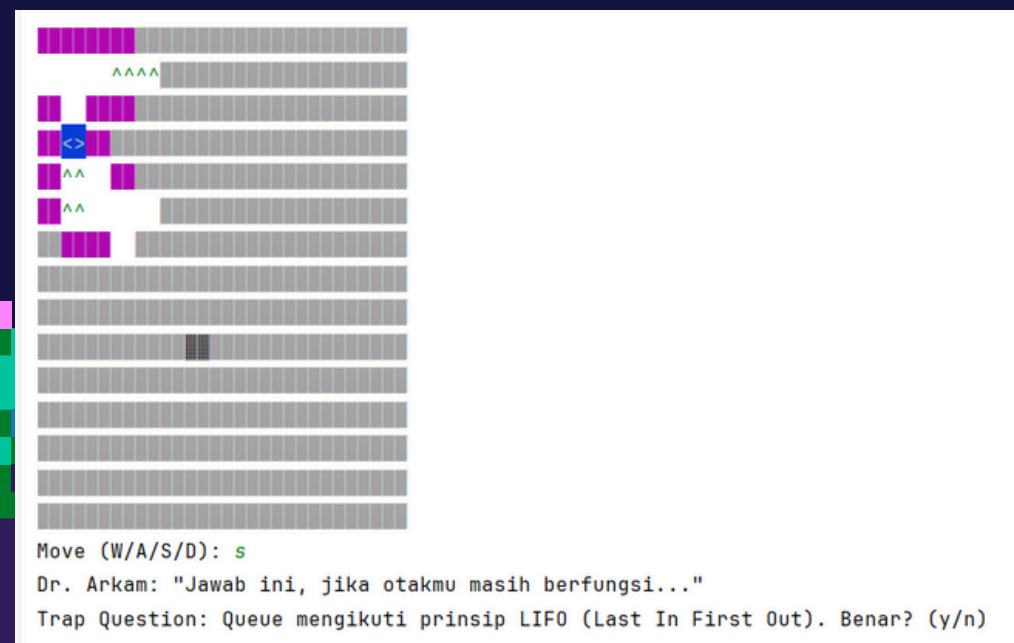 ^^^^
<>
^^
^^
Move (W/A/S/D): s
Dr. Arkam: "Jawab ini, jika otakmu masih berfungsi..."
Trap Question: Queue mengikuti prinsip LIFO (Last In First Out). Benar? (y/n)